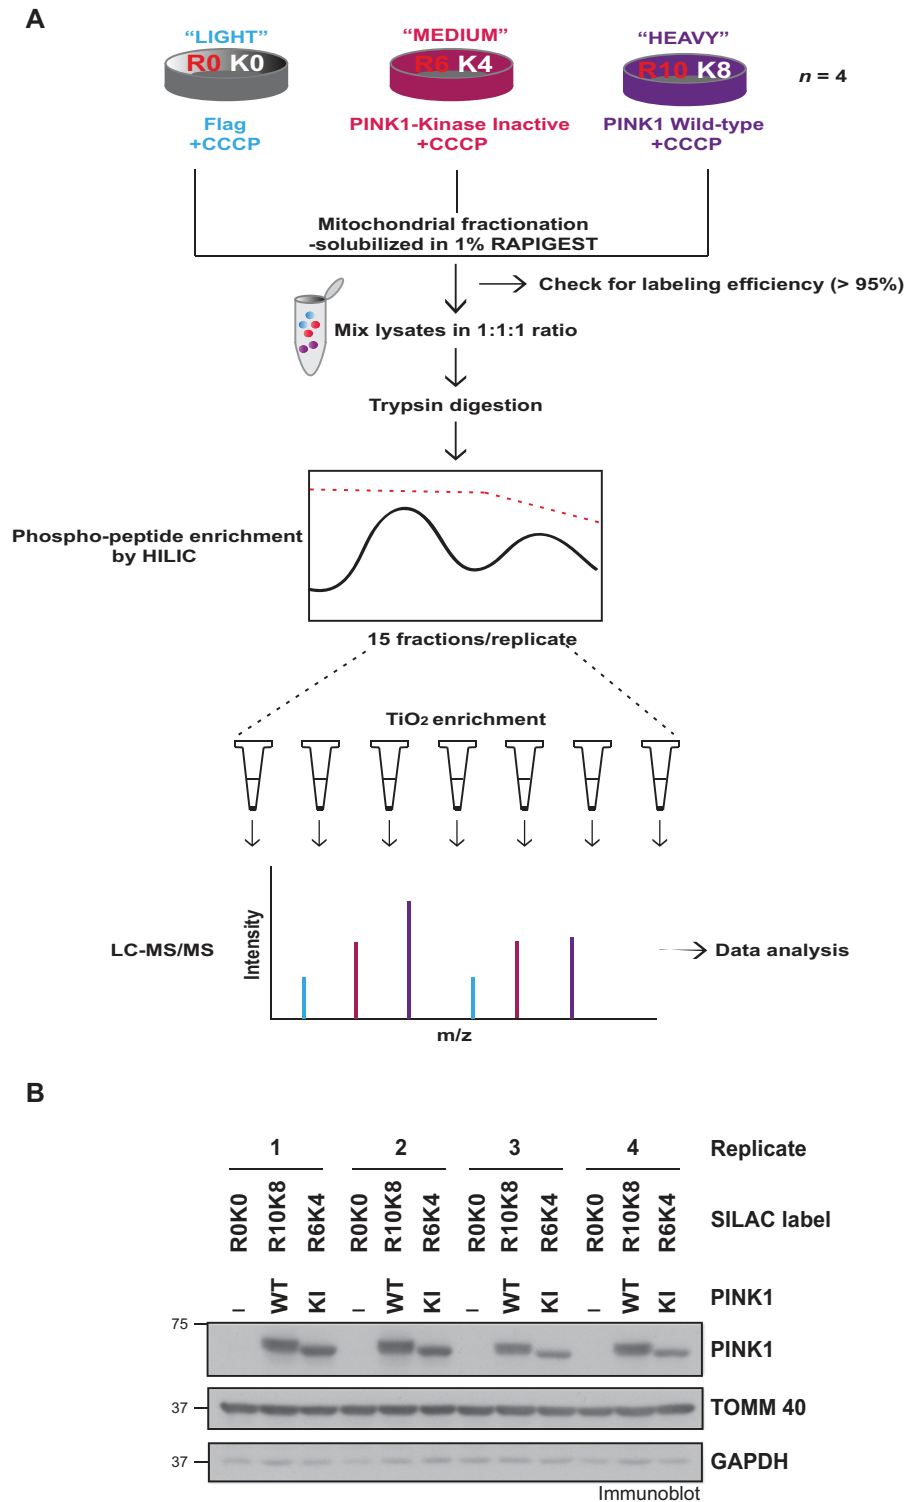 A
“LIGHT”
“MEDIUM”
“HEAVY”
R0 K0
R6 K4
R10 K8
n = 4
Flag
+CCCP
PINK1-Kinase Inactive
+CCCP
PINK1 Wild-type
+CCCP
Mitochondrial fractionation
-solubilized in 1% RAPIGEST
Check for labeling efficiency (> 95%)
Mix lysates in 1:1:1 ratio
Trypsin digestion
Phospho-peptide enrichment
by HILIC
15 fractions/replicate
TiO2 enrichment
LC-MS/MS
Intensity
m/z
Data analysis
B
1 2 3 4 Replicate
R0K0 R10K8 R6K4 R0K0 R10K8 R6K4 R0K0 R10K8 R6K4 R0K0 R10K8 R6K4 SILAC label
– WT KI – WT KI – WT KI – WT KI PINK1
75
PINK1
37
TOMM 40
37
GAPDH
Immunoblot